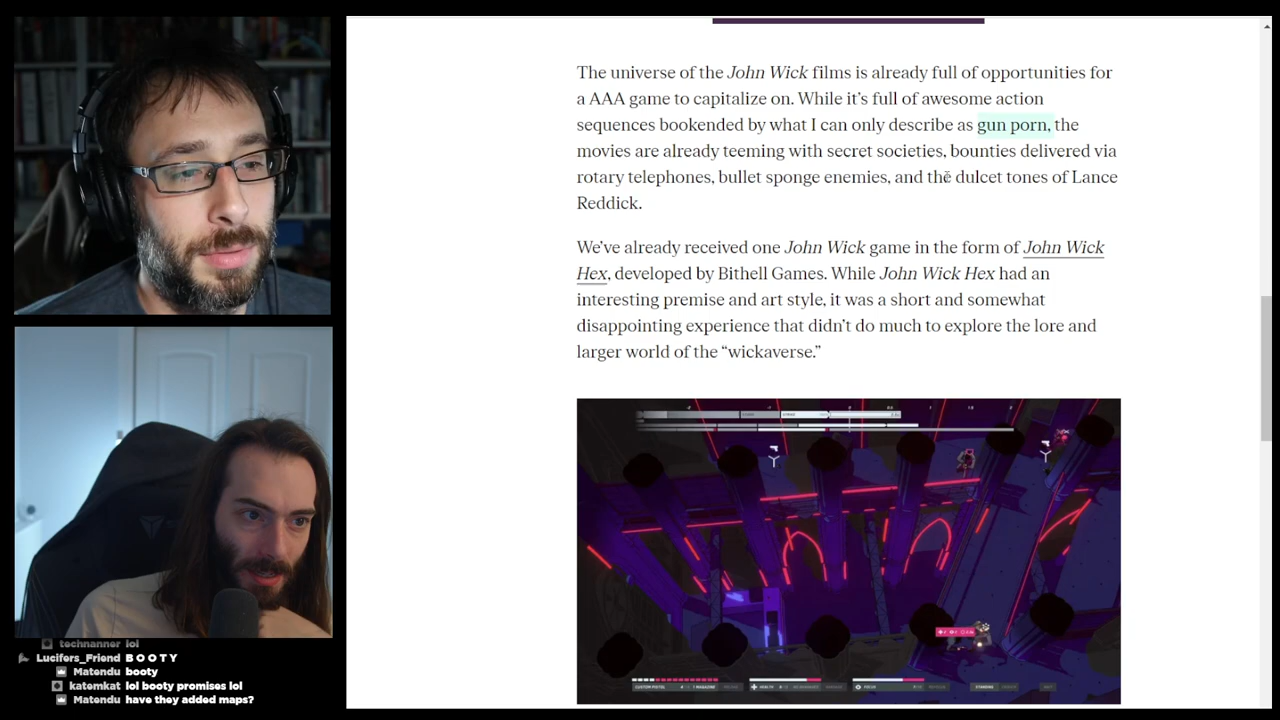 The universe of the John Wick films is already full of opportunities for
a AAA game to capitalize on. While it's full of awesome action
sequences bookended by what I can only describe as gun porn, the
movies are already teeming with secret societies, bounties delivered via
rotary telephones, bullet sponge enemies, and the dulcet tones of Lance
Reddick.
We've already received one John Wick game in the form of John Wick
Hex, developed by Bithell Games. While John Wick Hex had an
interesting premise and art style, it was a short and somewhat
disappointing experience that didn't do much to explore the lore and
larger world of the “wickaverse.”
CUSTOM PISTOL
MAGAZINE
HEALTH
FOCUS
STANDING
technanner lol
Lucifers_Friend B O O T Y
Matendu booty
katemkat lol booty promises lol
Matendu have they added maps?